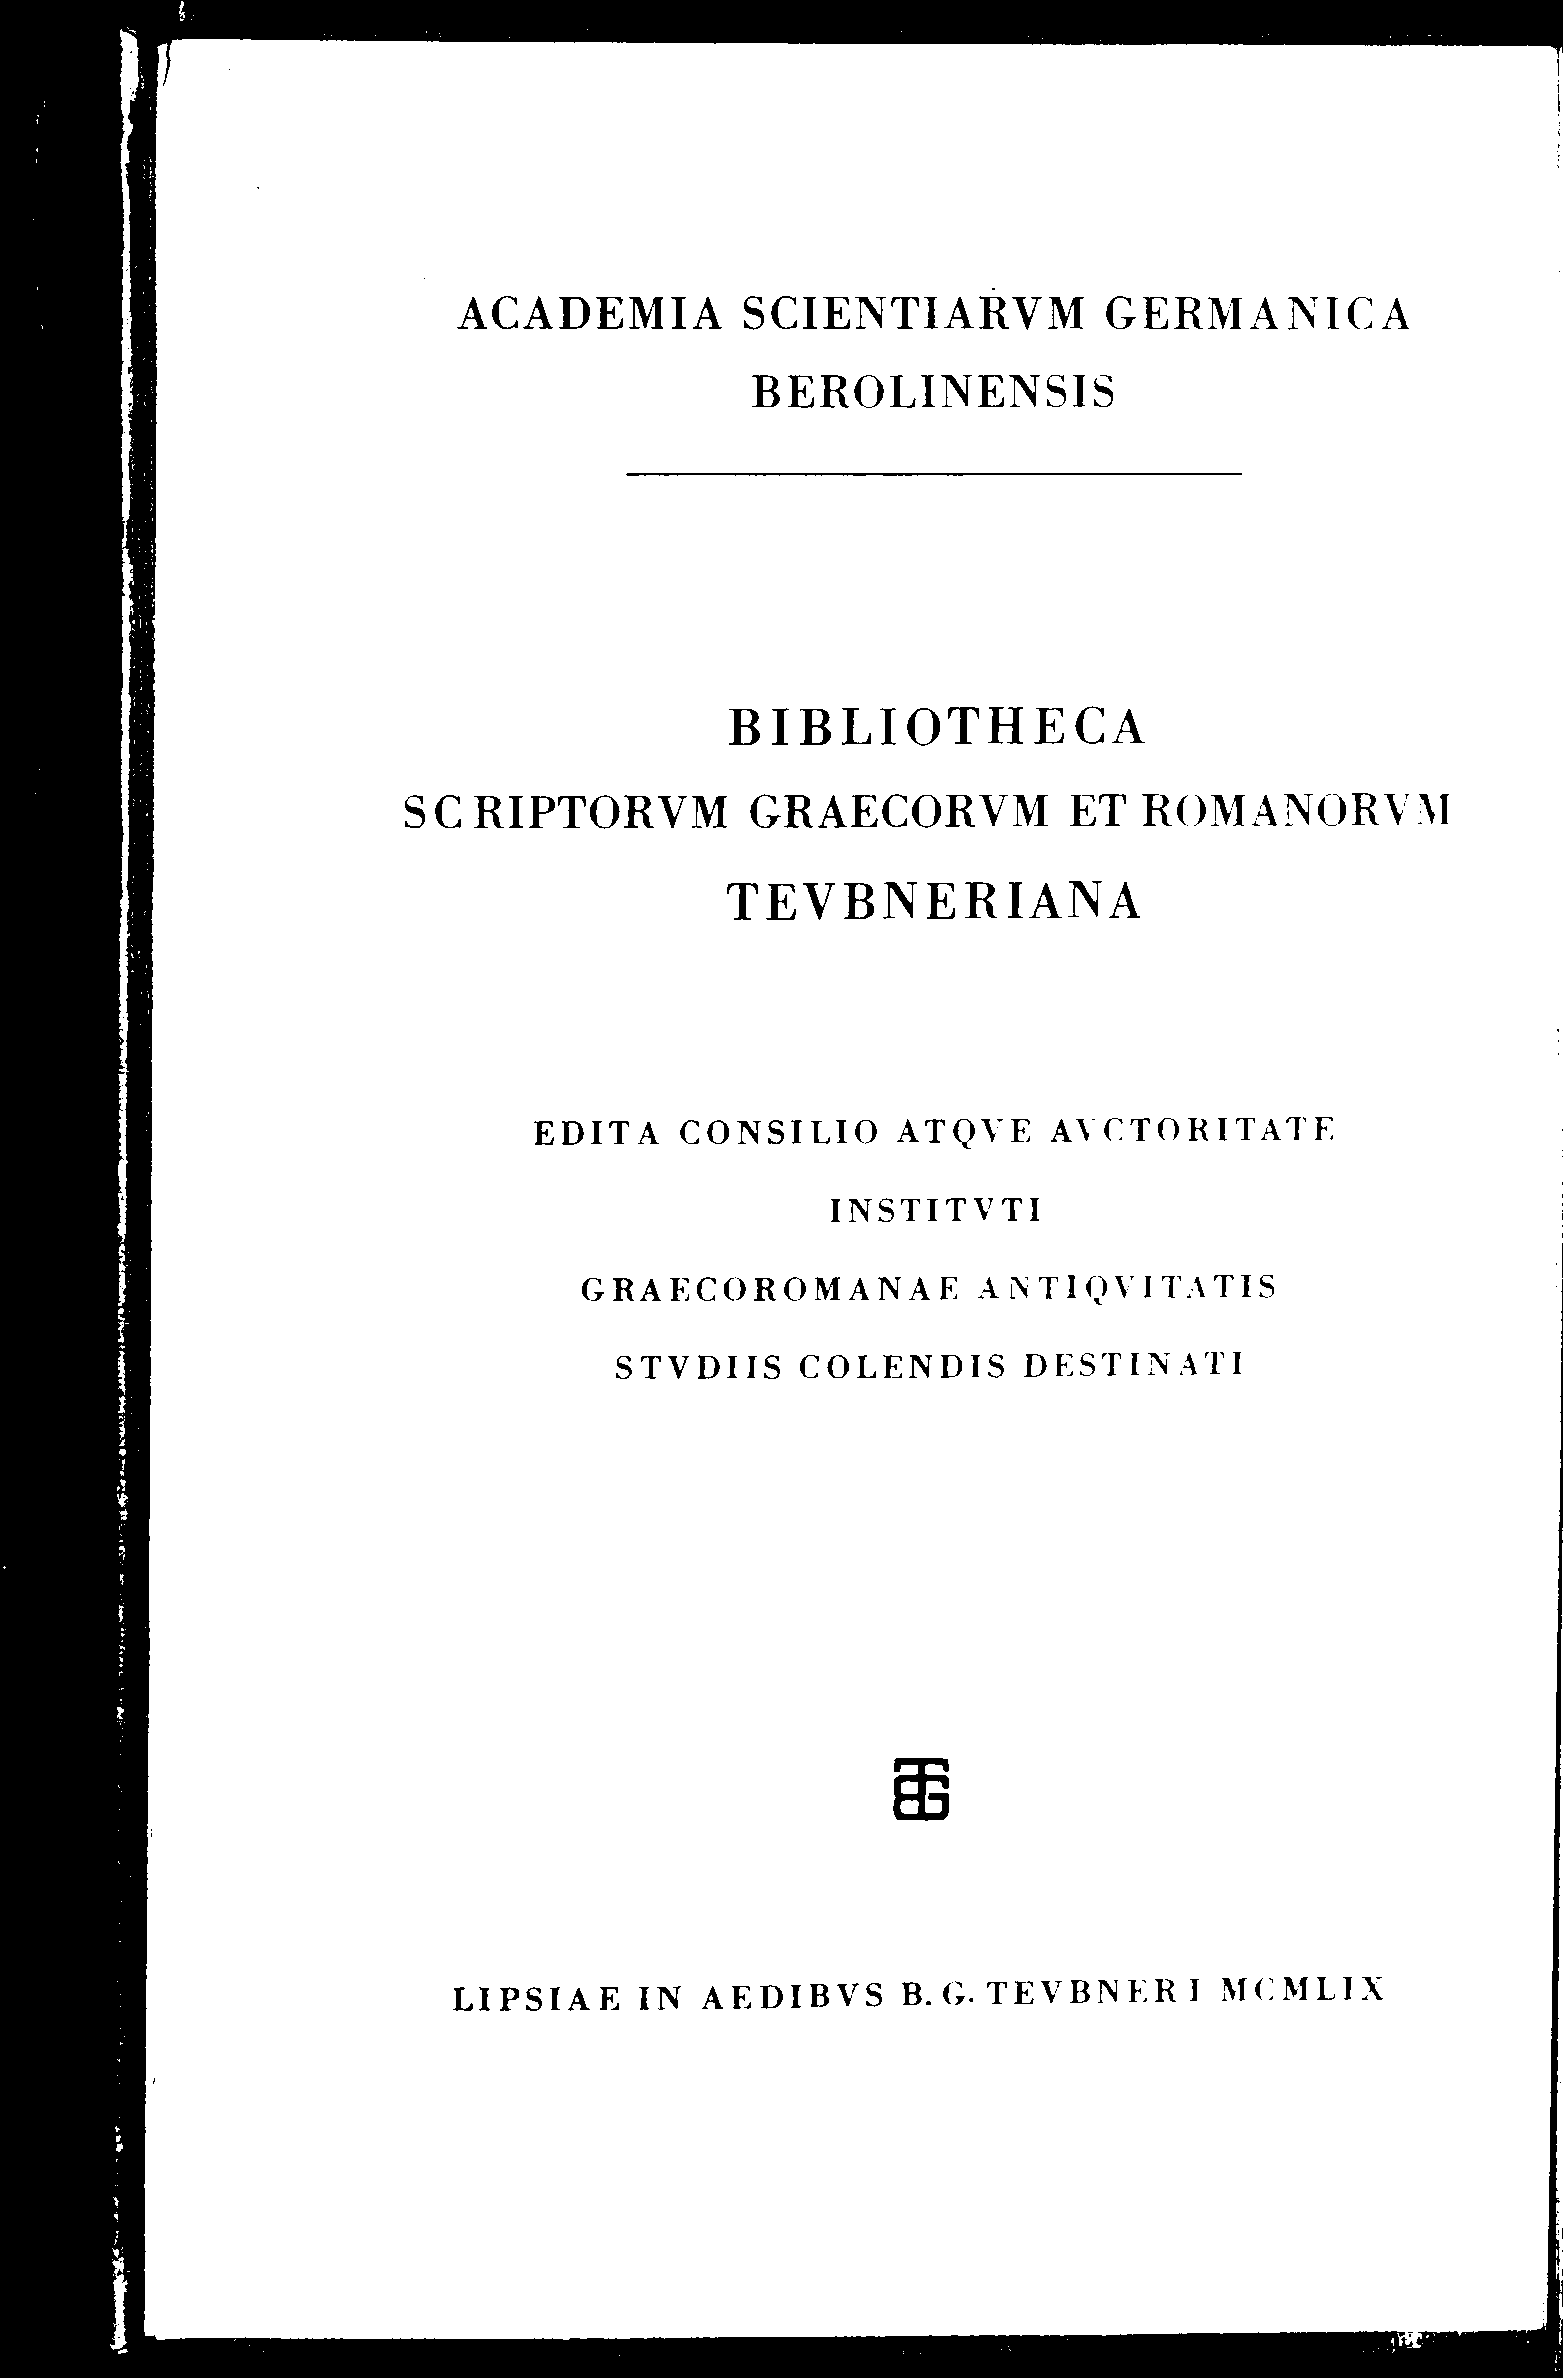 ACADEMIA SCIENTIARVM GERMANICA
BEROLINENSIS
BIBLIOTHECA
SCRIPTORVM GRAECORVM ET ROMANORVM
TEVBNERIANA
EDITA CONSILIO ATQVE AVCTORITATE
INSTITVTI
GRAECOROMANAE ANTIQVITATIS
STVDIIS COLENDIS DESTINATI
BTG
LIPSIAE IN AEDIBVS B. G. TEVBNERI MCMLIX